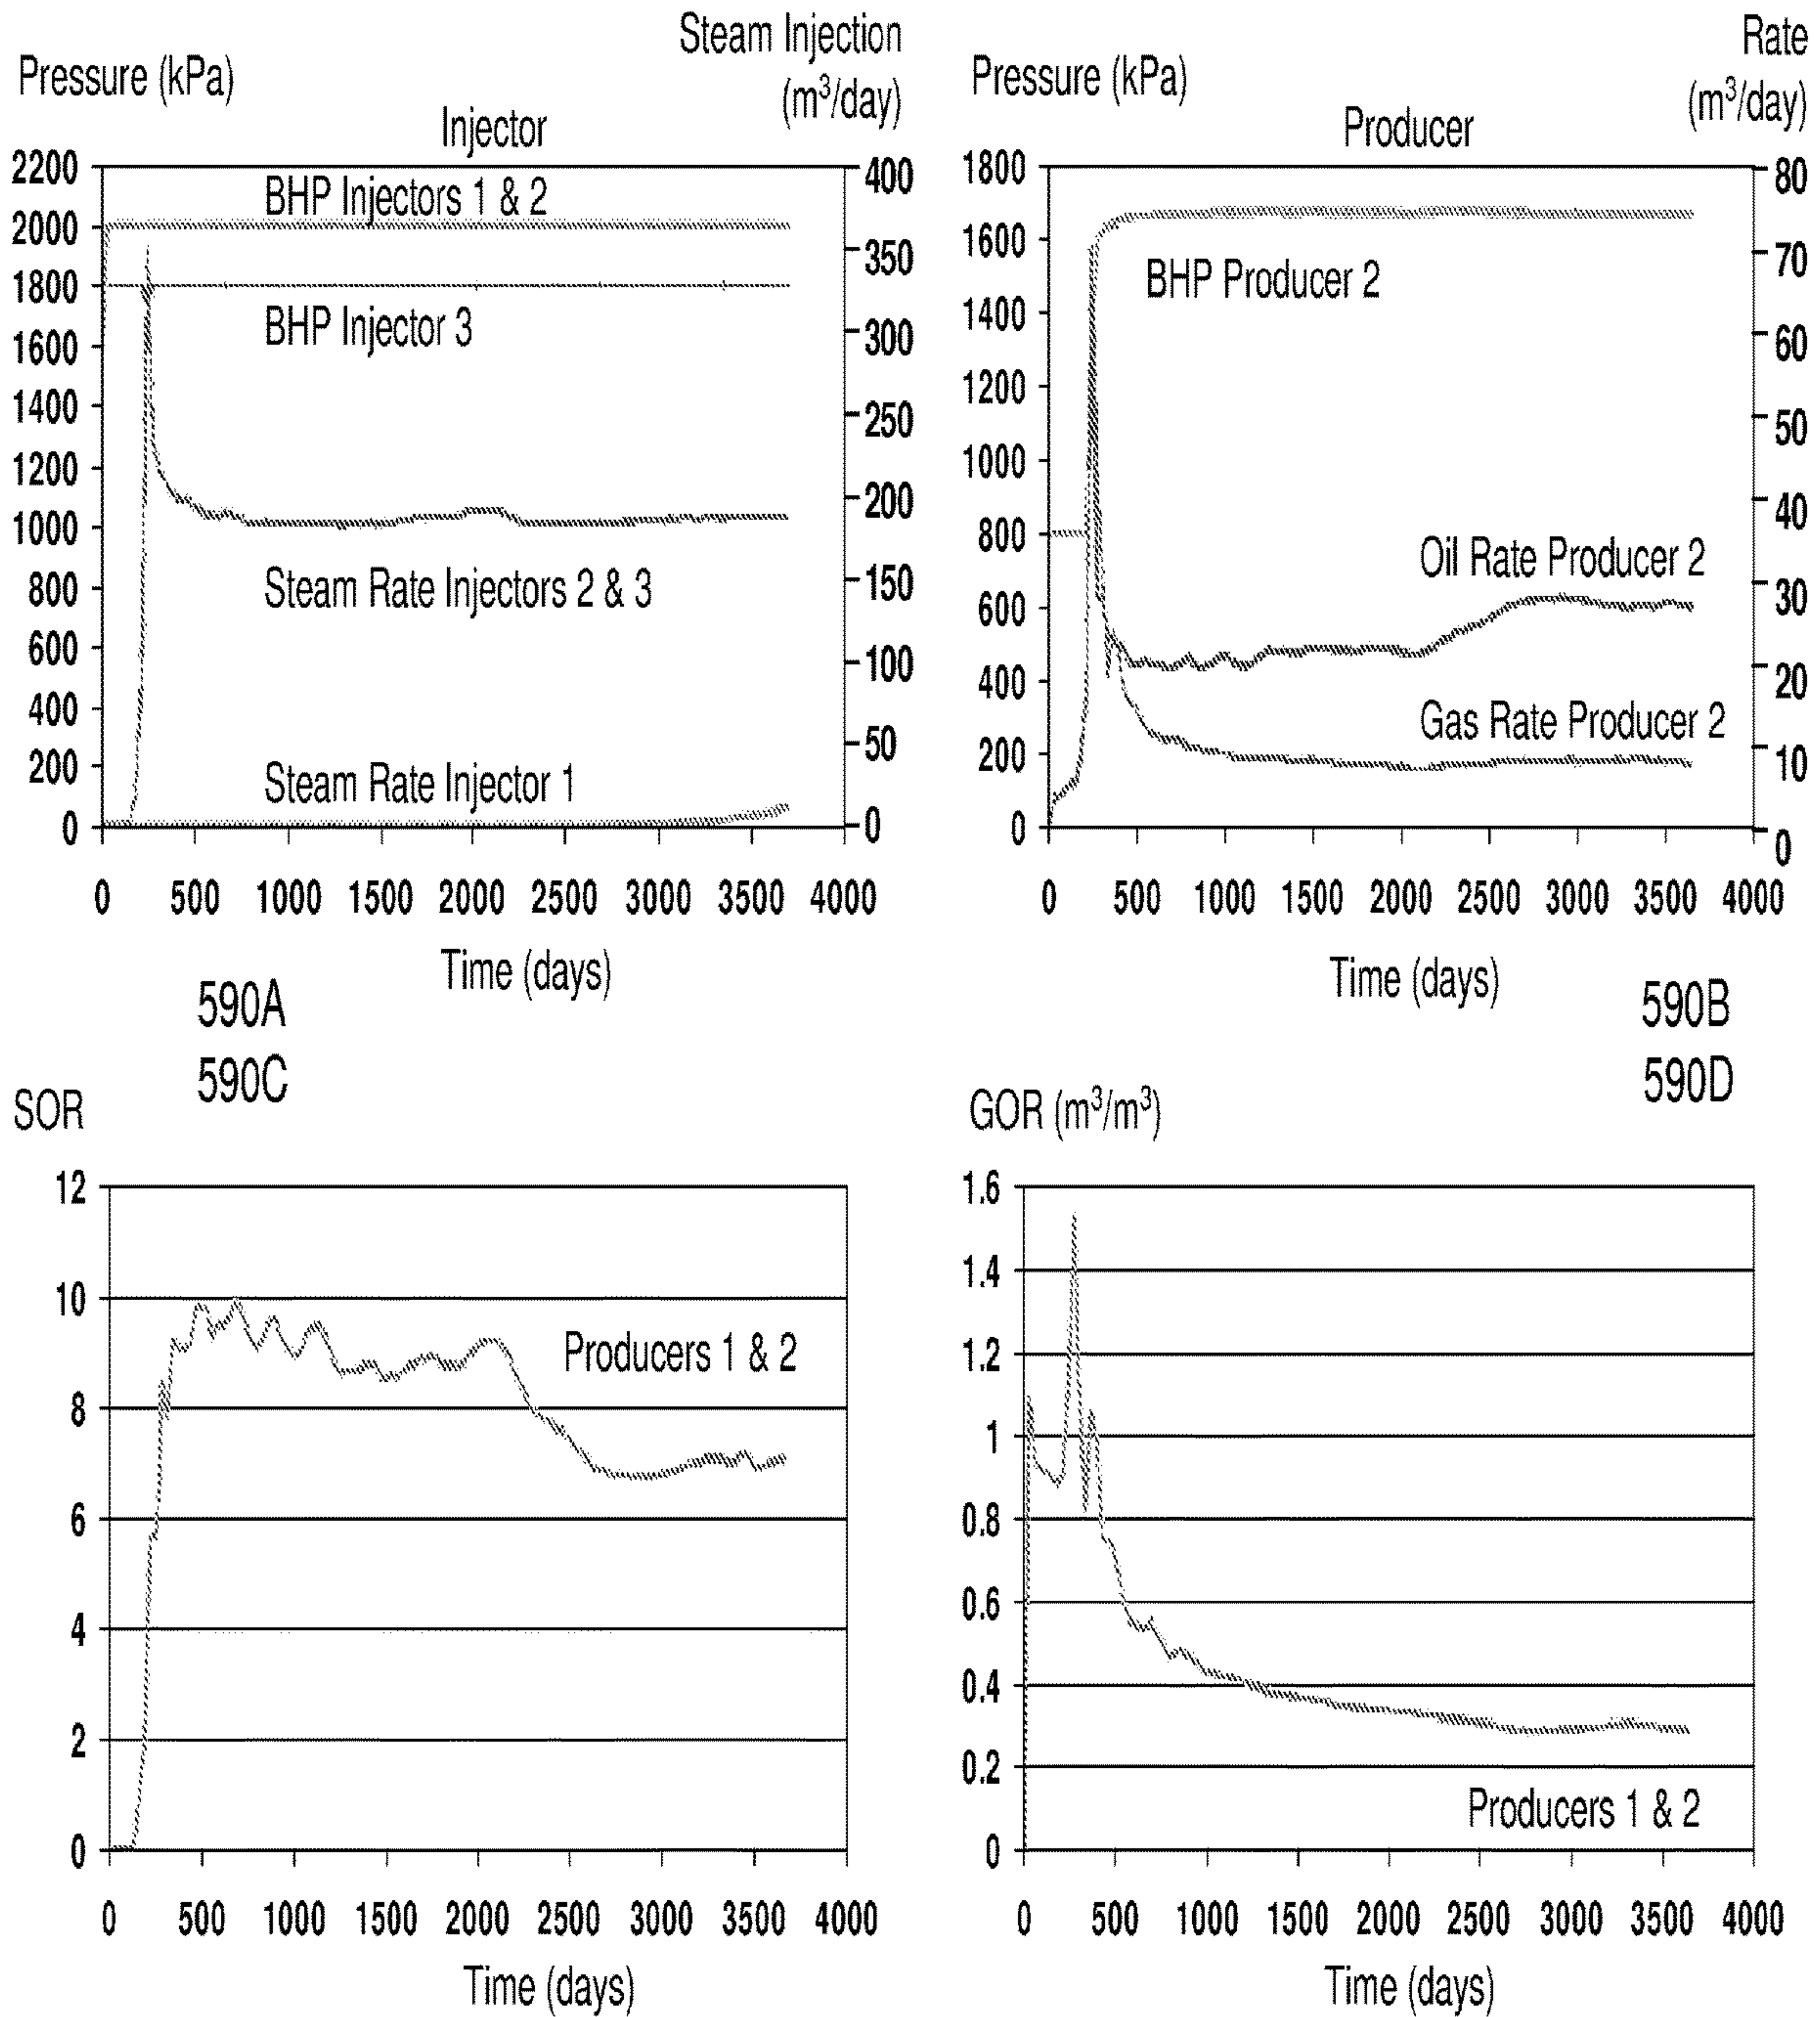 Steam Injection
(m³/day)
Pressure (kPa)
Injector
2200
2000
1800
1600
1400
1200
1000
800
600
400
200
0
400
350
300
250
200
150
100
50
0
BHP Injectors 1 & 2
BHP Injector 3
Steam Rate Injectors 2 & 3
Steam Rate Injector 1
0 500 1000 1500 2000 2500 3000 3500 4000
Time (days)
590A
Pressure (kPa)
Rate
(m³/day)
Producer
1800
1600
1400
1200
1000
800
600
400
200
0
80
70
60
50
40
30
20
10
0
BHP Producer 2
Oil Rate Producer 2
Gas Rate Producer 2
0 500 1000 1500 2000 2500 3000 3500 4000
Time (days)
590B
590C
SOR
12
10
8
6
4
2
0
Producers 1 & 2
0 500 1000 1500 2000 2500 3000 3500 4000
Time (days)
590D
GOR (m³/m³)
1.6
1.4
1.2
1
0.8
0.6
0.4
0.2
0
Producers 1 & 2
0 500 1000 1500 2000 2500 3000 3500 4000
Time (days)